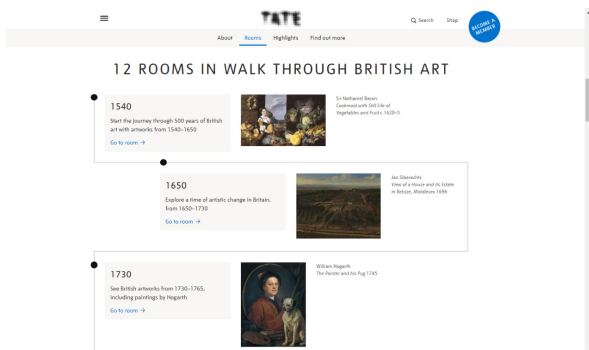 TATE
Search
Shop
BECOME A
MEMBER
About
Rooms
Highlights
Find out more
12 ROOMS IN WALK THROUGH BRITISH ART
1540
Start the journey through 500 years of British
art with artworks from 1540–1650
Go to room →
Sir Nathaniel Bacon
Cookmaid with Still Life of
Vegetables and Fruit c.1620–5
1650
Explore a time of artistic change in Britain,
from 1650–1730
Go to room →
Jan Siberechts
View of a House and its Estate
in Belsize, Middlesex 1696
1730
See British artworks from 1730–1765,
including paintings by Hogarth
Go to room →
William Hogarth
The Painter and his Pug 1745